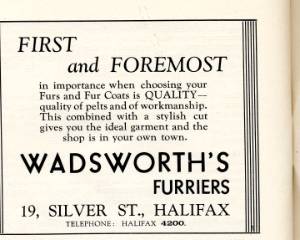 FIRST
and FOREMOST
in importance when choosing your
Furs and Fur Coats is QUALITY—
quality of pelts and of workmanship.
This combined with a stylish cut
gives you the ideal garment and the
shop is in your own town.
WADSWORTH'S
FURRIERS
19, SILVER ST., HALIFAX
TELEPHONE: HALIFAX 4200.